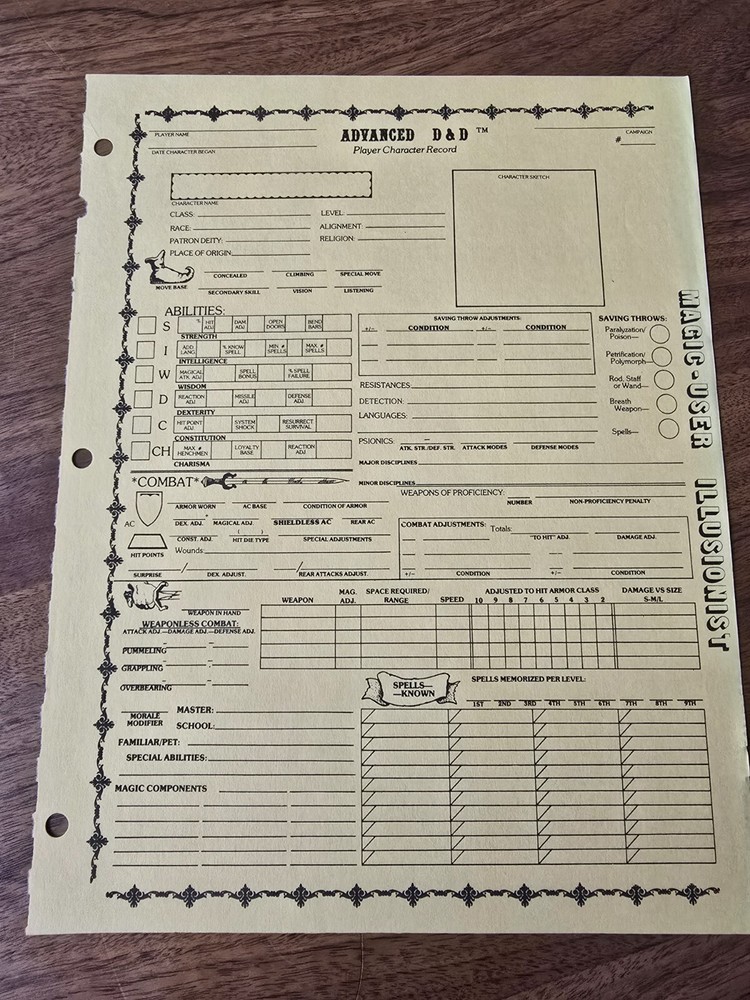 ADVANCED D&D ™
Player Character Record
PLAYER NAME
DATE CHARACTER BEGAN
CAMPAIGN
#
CHARACTER NAME
CHARACTER SKETCH
CLASS: LEVEL:
RACE: ALIGNMENT:
PATRON DEITY: RELIGION:
PLACE OF ORIGIN:
MOVE BASE
CONCEALED CLIMBING SPECIAL MOVE
SECONDARY SKILL VISION LISTENING
ABILITIES:
S % HIT ADJ. DAM. ADJ. OPEN DOORS BEND BARS
STRENGTH
I ADD. LANG. % KNOW SPELL MIN # SPELLS MAX. # SPELLS
INTELLIGENCE
W MAGICAL ATK. ADJ. SPELL BONUS % SPELL FAILURE
WISDOM
D REACTION ADJ. MISSILE ADJ. DEFENSE ADJ.
DEXTERITY
C HIT POINT ADJ. SYSTEM SHOCK RESURRECT. SURVIVAL
CONSTITUTION
CH MAX. # HENCHMEN LOYALTY BASE REACTION ADJ.
CHARISMA
SAVING THROW ADJUSTMENTS:
+/- CONDITION +/- CONDITION
RESISTANCES:
DETECTION:
LANGUAGES:
PSIONICS:
ATK. STR./DEF. STR. ATTACK MODES DEFENSE MODES
MAJOR DISCIPLINES
MINOR DISCIPLINES
SAVING THROWS:
Paralyzation/
Poison—
Petrification/
Polymorph—
Rod, Staff
or Wand—
Breath
Weapon—
Spells—
MAGIC-USER ILLUSIONIST
*COMBAT*
AC
ARMOR WORN AC BASE CONDITION OF ARMOR
DEX. ADJ. MAGICAL ADJ. SHIELDLESS AC REAR AC
HIT POINTS
CONST. ADJ. HIT DIE TYPE SPECIAL ADJUSTMENTS
Wounds:
SURPRISE DEX. ADJUST. REAR ATTACKS ADJUST.
WEAPONS OF PROFICIENCY:
NUMBER NON-PROFICIENCY PENALTY
COMBAT ADJUSTMENTS: Totals:
"TO HIT" ADJ. DAMAGE ADJ.
+/- CONDITION +/- CONDITION
WEAPON IN HAND
WEAPONLESS COMBAT:
ATTACK ADJ.—DAMAGE ADJ.—DEFENSE ADJ.
PUMMELING
GRAPPLING
OVERBEARING
WEAPON MAG. ADJ. SPACE REQUIRED/ RANGE SPEED ADJUSTED TO HIT ARMOR CLASS DAMAGE VS SIZE
10 9 8 7 6 5 4 3 2 S-M/L
MORALE MODIFIER
MASTER:
SCHOOL:
FAMILIAR/PET:
SPECIAL ABILITIES:
MAGIC COMPONENTS
SPELLS—
—KNOWN
SPELLS MEMORIZED PER LEVEL:
1ST 2ND 3RD 4TH 5TH 6TH 7TH 8TH 9TH